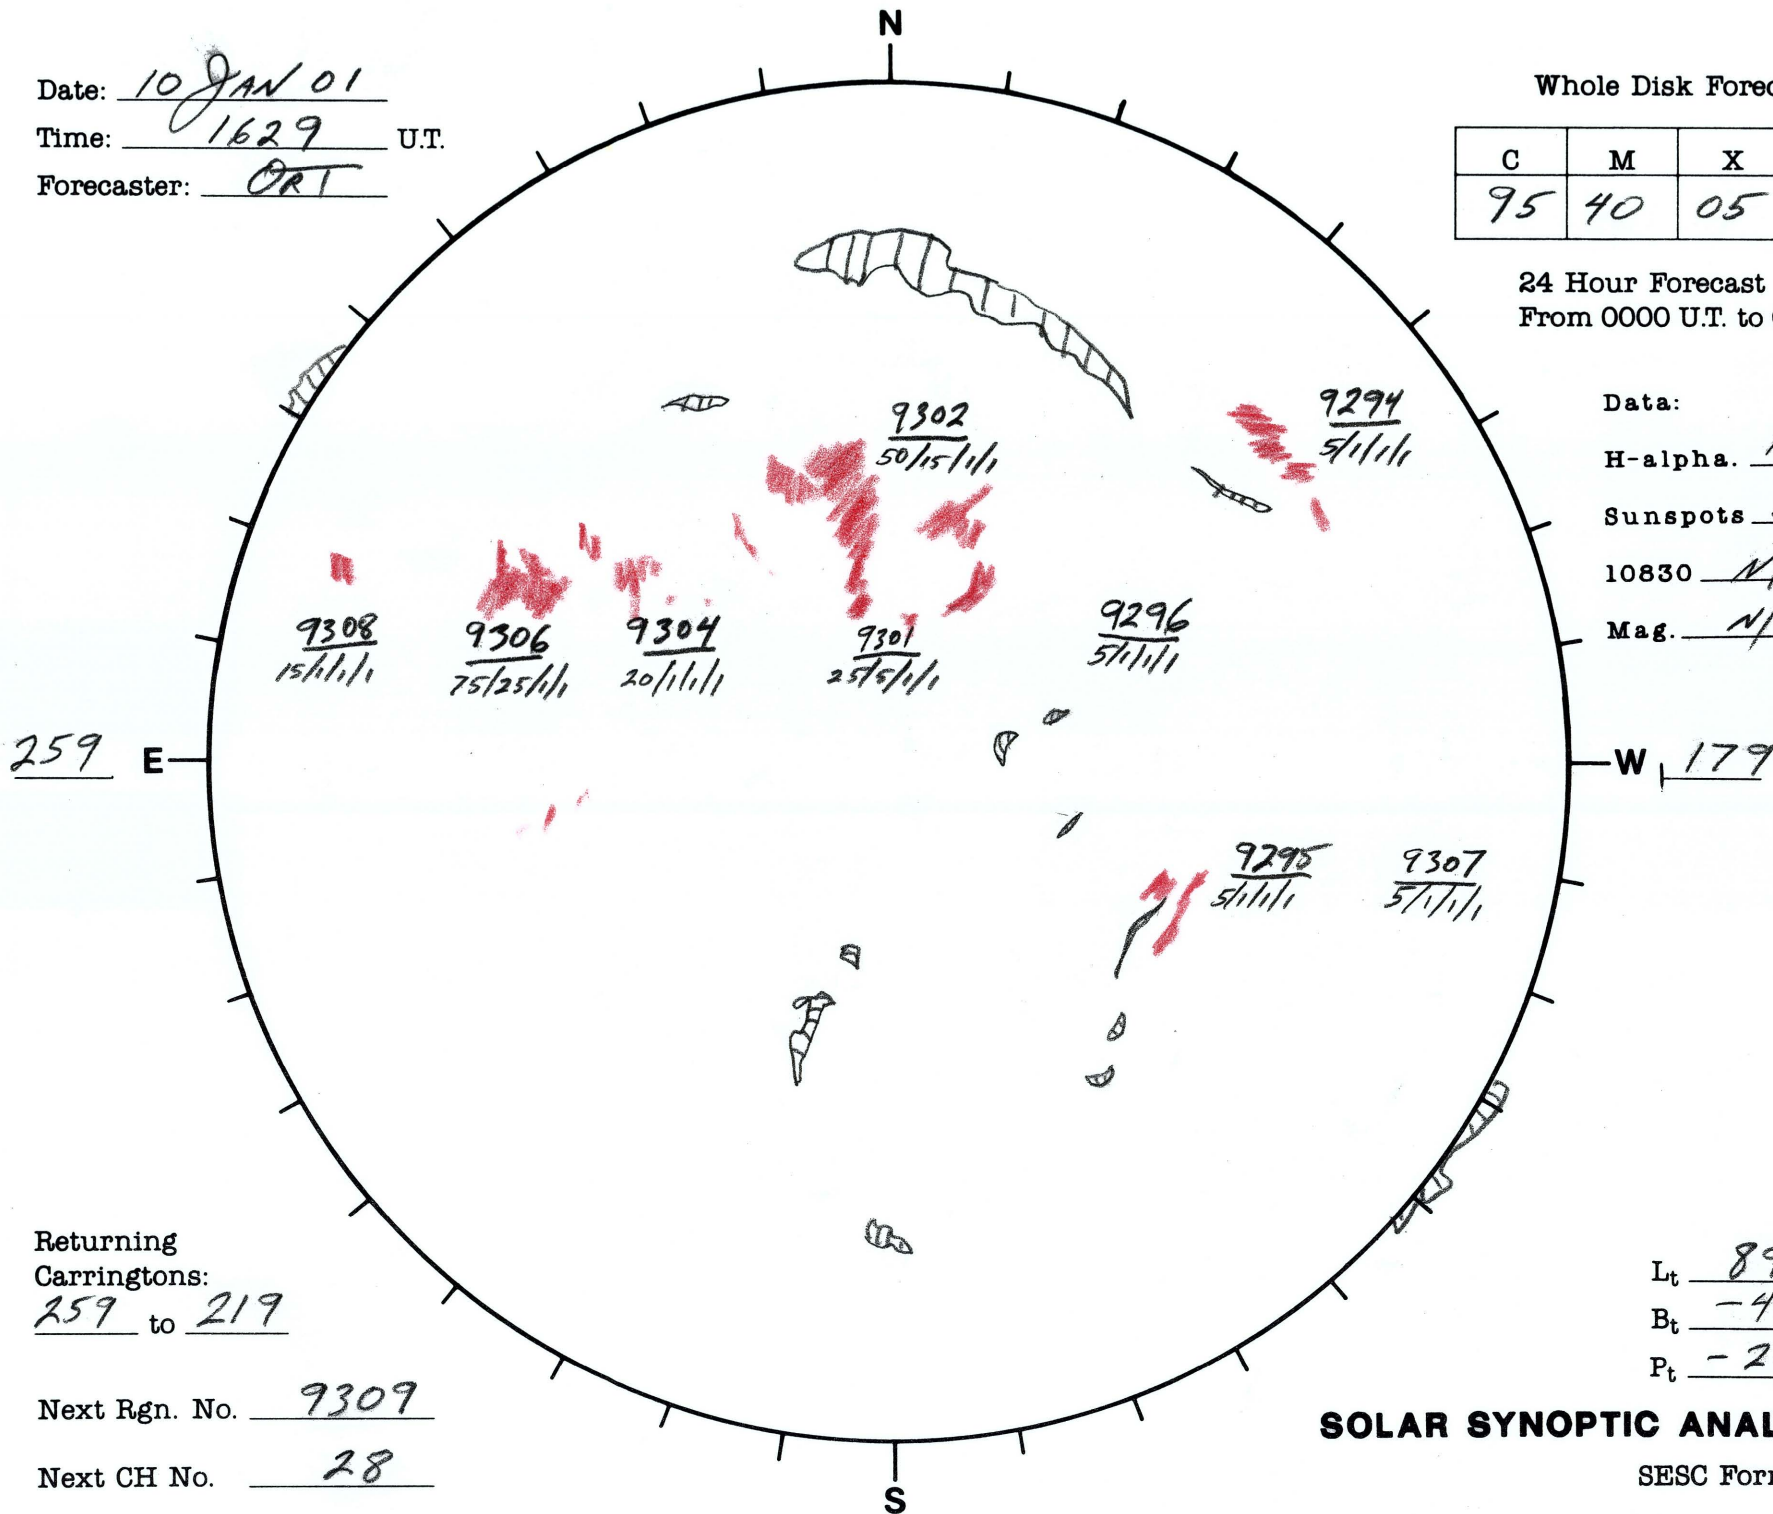 N
Date: 10 JAN 01
Time: 1629 U.T.
Forecaster: ORT
Whole Disk Forec
C M X
95 40 05
24 Hour Forecast
From 0000 U.T. to
Data:
H-alpha.
Sunspots
10830 N/
Mag. N/
9302
50/15/1/1
9294
5/1/1/1
9308
15/1/1/1
9306
75/25/1/1
9304
20/1/1/1
9301
25/5/1/1
9296
5/1/1/1
259 E
W 179
9295
5/1/1/1
9307
5/1/1/1
Returning
Carringtons:
259 to 219
Next Rgn. No. 9309
Next CH No. 28
Lt 89
Bt -4
Pt -2
SOLAR SYNOPTIC ANAL
SESC For
S